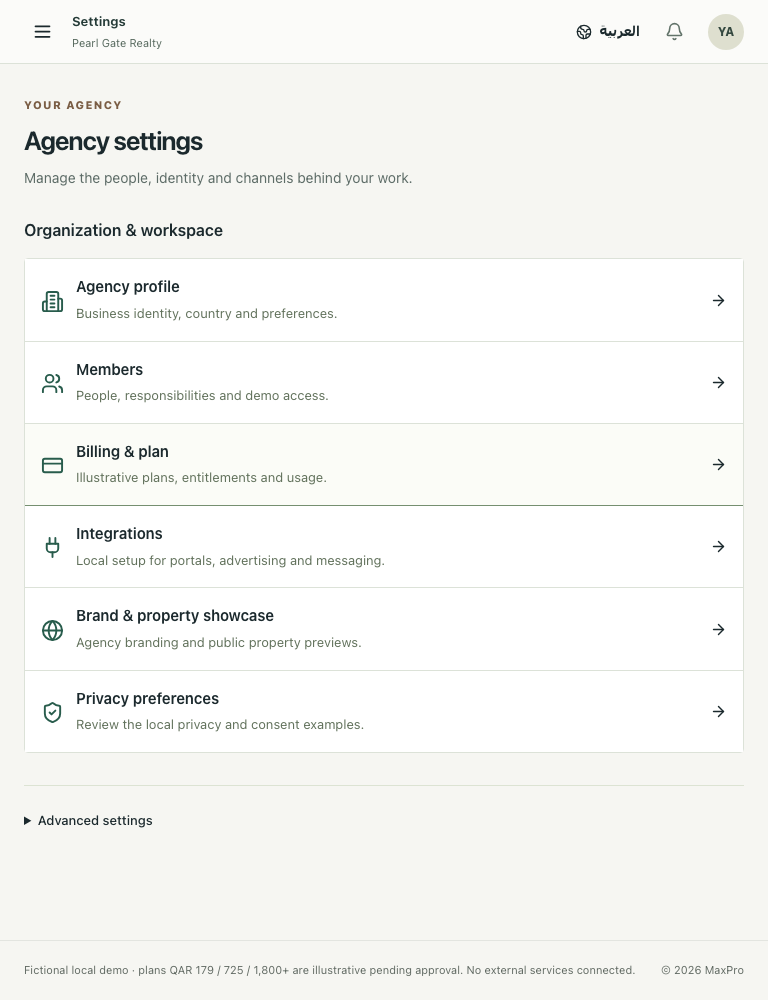 Settings
Pearl Gate Realty
العربية
YA
YOUR AGENCY
Agency settings
Manage the people, identity and channels behind your work.
Organization & workspace
Agency profile
Business identity, country and preferences.
Members
People, responsibilities and demo access.
Billing & plan
Illustrative plans, entitlements and usage.
Integrations
Local setup for portals, advertising and messaging.
Brand & property showcase
Agency branding and public property previews.
Privacy preferences
Review the local privacy and consent examples.
Advanced settings
Fictional local demo · plans QAR 179 / 725 / 1,800+ are illustrative pending approval. No external services connected.
© 2026 MaxPro